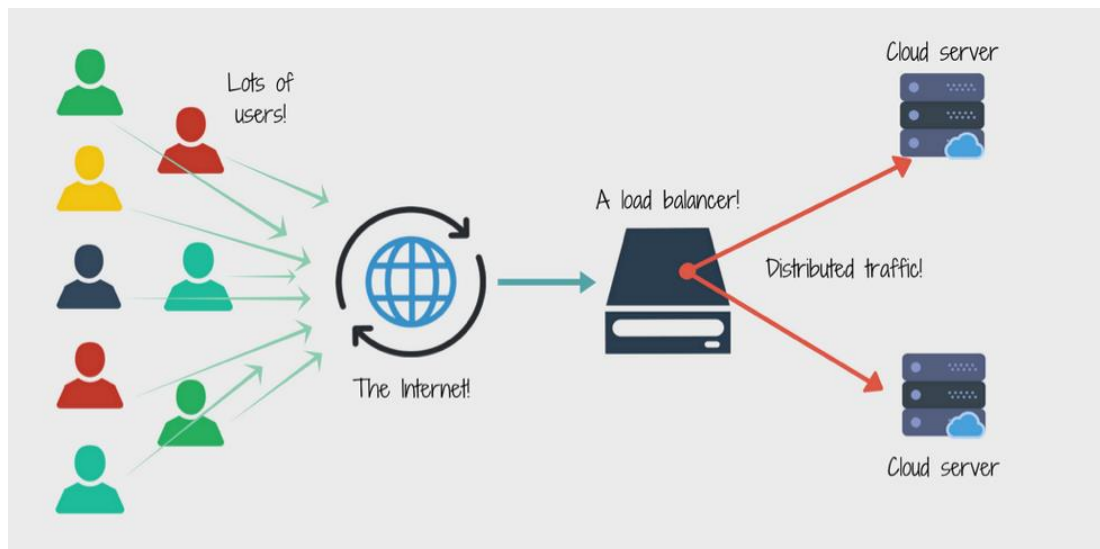 Lots of
users!
The Internet!
A load balancer!
Distributed traffic!
Cloud server
Cloud server